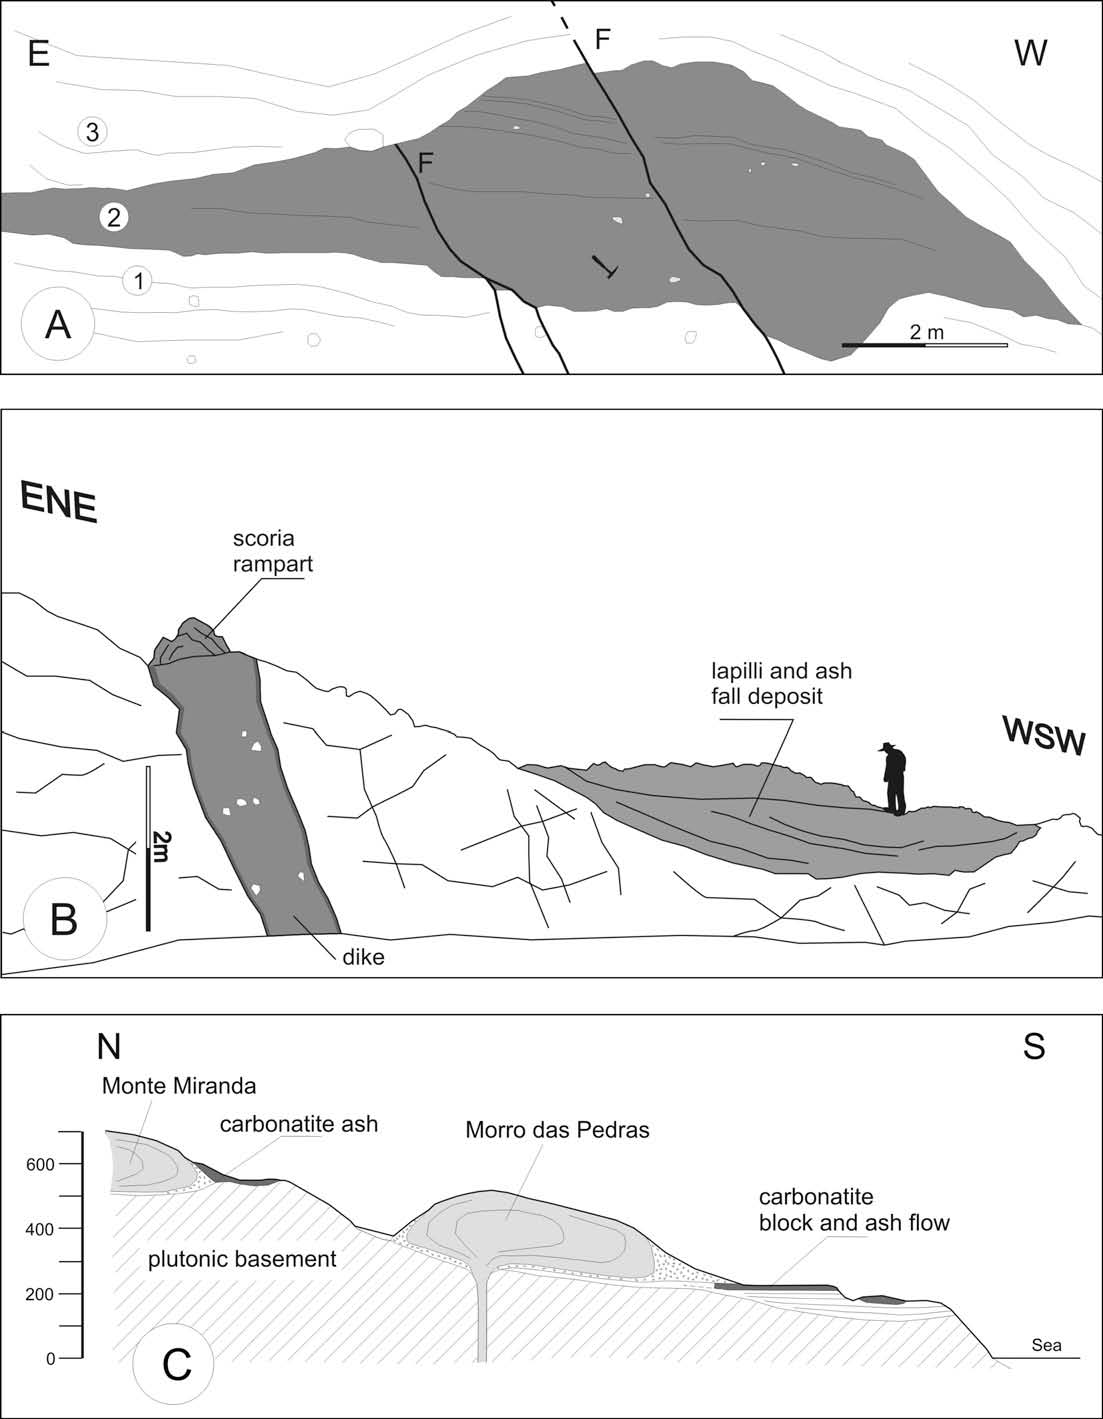 E
F
W
3
F
2
1
A
2 m
ENE
scoria
rampart
lapilli and ash
fall deposit
WSW
2m
B
dike
N
S
Monte Miranda
carbonatite ash
Morro das Pedras
600
carbonatite
block and ash flow
400
plutonic basement
200
Sea
0
C